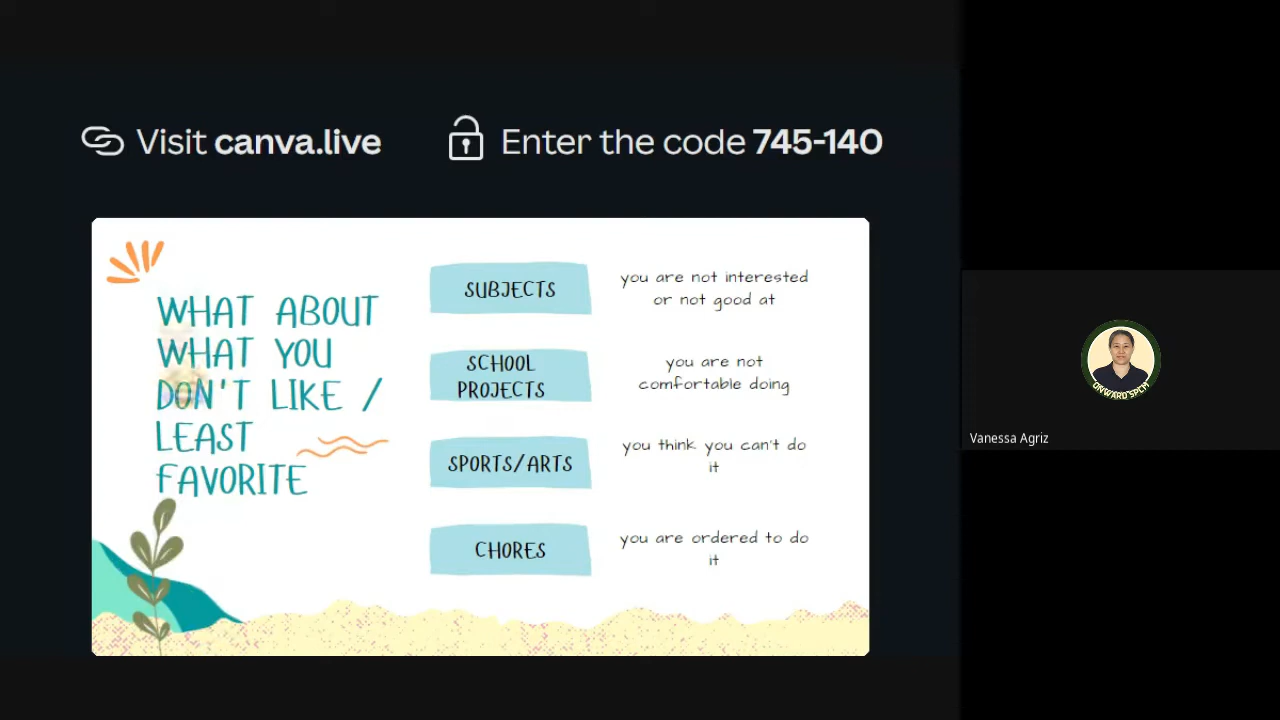 Visit canva.live
Enter the code 745-140
WHAT ABOUT
WHAT YOU
DON'T LIKE /
LEAST
FAVORITE
SUBJECTS
you are not interested
or not good at
SCHOOL
PROJECTS
you are not
comfortable doing
SPORTS/ARTS
you think you can't do
it
CHORES
you are ordered to do
it
ONWARD SPCM
Vanessa Agriz